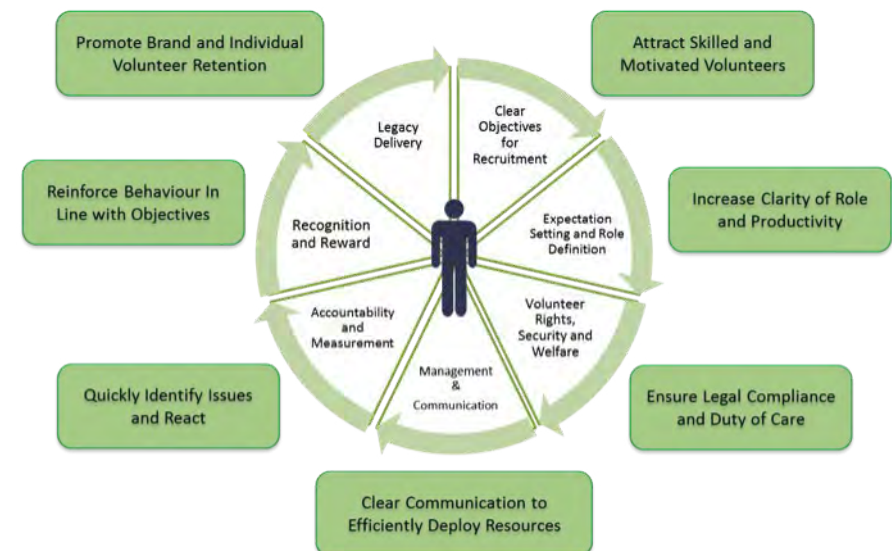 Promote Brand and Individual
Volunteer Retention
Attract Skilled and
Motivated Volunteers
Legacy
Delivery
Clear
Objectives
for
Recruitment
Reinforce Behaviour In
Line with Objectives
Increase Clarity of Role
and Productivity
Recognition
and Reward
Expectation
Setting and Role
Definition
Accountability
and
Measurement
Volunteer
Rights,
Security and
Welfare
Management
&
Communication
Quickly Identify Issues
and React
Ensure Legal Compliance
and Duty of Care
Clear Communication to
Efficiently Deploy Resources